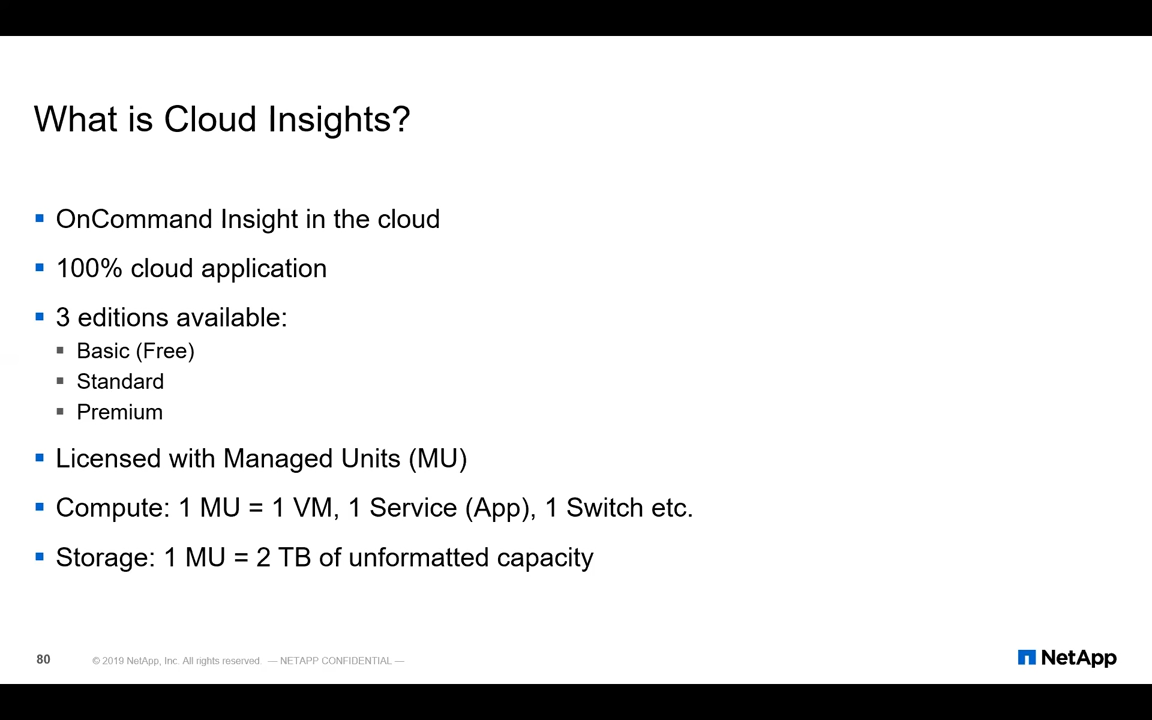 What is Cloud Insights?
OnCommand Insight in the cloud
100% cloud application
3 editions available:
Basic (Free)
Standard
Premium
Licensed with Managed Units (MU)
Compute: 1 MU = 1 VM, 1 Service (App), 1 Switch etc.
Storage: 1 MU = 2 TB of unformatted capacity
80 © 2019 NetApp, Inc. All rights reserved. — NETAPP CONFIDENTIAL —
NetApp